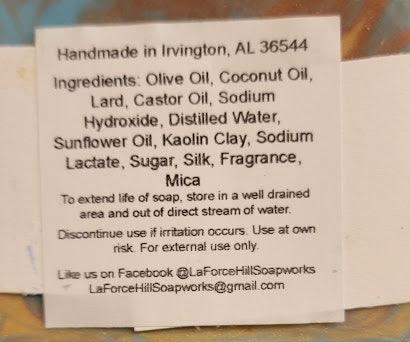 Handmade in Irvington, AL 36544
Ingredients: Olive Oil, Coconut Oil,
Lard, Castor Oil, Sodium
Hydroxide, Distilled Water,
Sunflower Oil, Kaolin Clay, Sodium
Lactate, Sugar, Silk, Fragrance,
Mica
To extend life of soap, store in a well drained
area and out of direct stream of water.
Discontinue use if irritation occurs. Use at own
risk. For external use only.
Like us on Facebook @LaForceHillSoapworks
LaForceHillSoapworks@gmail.com